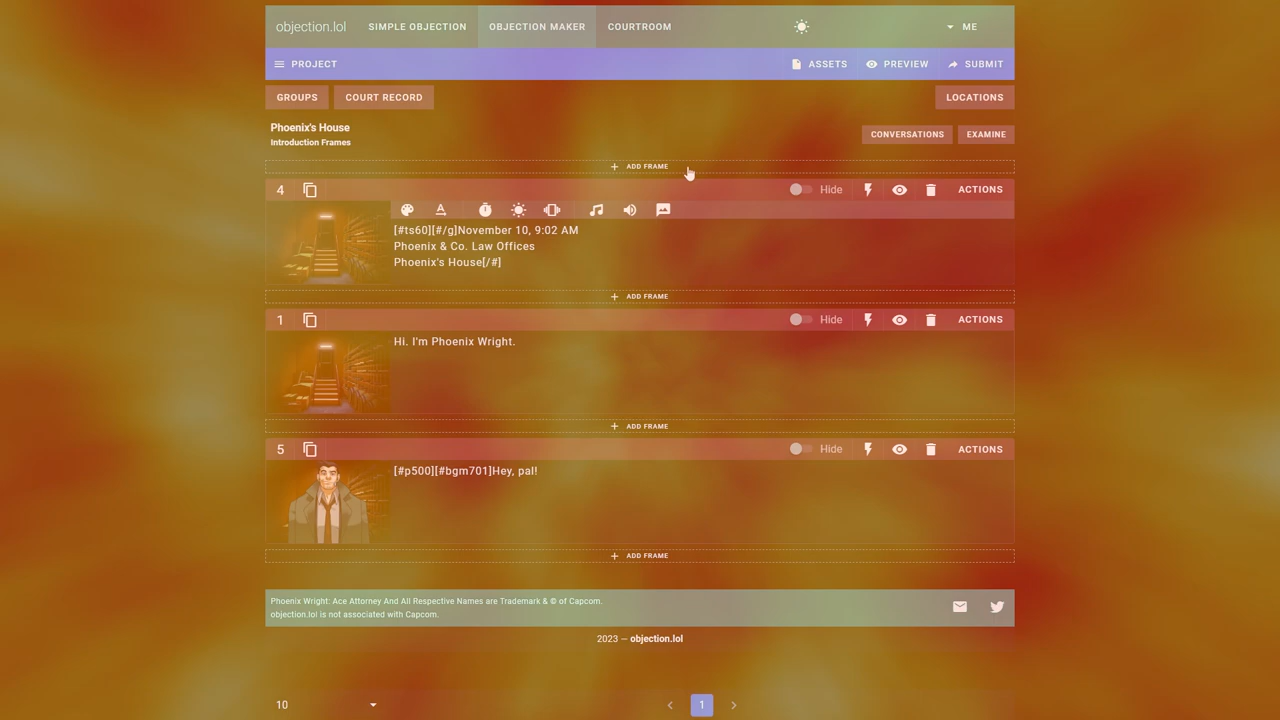 objection.lol SIMPLE OBJECTION OBJECTION MAKER COURTROOM ME
PROJECT ASSETS PREVIEW SUBMIT
GROUPS COURT RECORD LOCATIONS
Phoenix's House
Introduction Frames
CONVERSATIONS EXAMINE
ADD FRAME
4 Hide ACTIONS
[#ts60][#/g]November 10, 9:02 AM
Phoenix & Co. Law Offices
Phoenix's House[/#]
ADD FRAME
1 Hide ACTIONS
Hi. I'm Phoenix Wright.
ADD FRAME
5 Hide ACTIONS
[#p500][#bgm701]Hey, pal!
ADD FRAME
Phoenix Wright: Ace Attorney And All Respective Names are Trademark & © of Capcom.
objection.lol is not associated with Capcom.
2023 — objection.lol
10 1